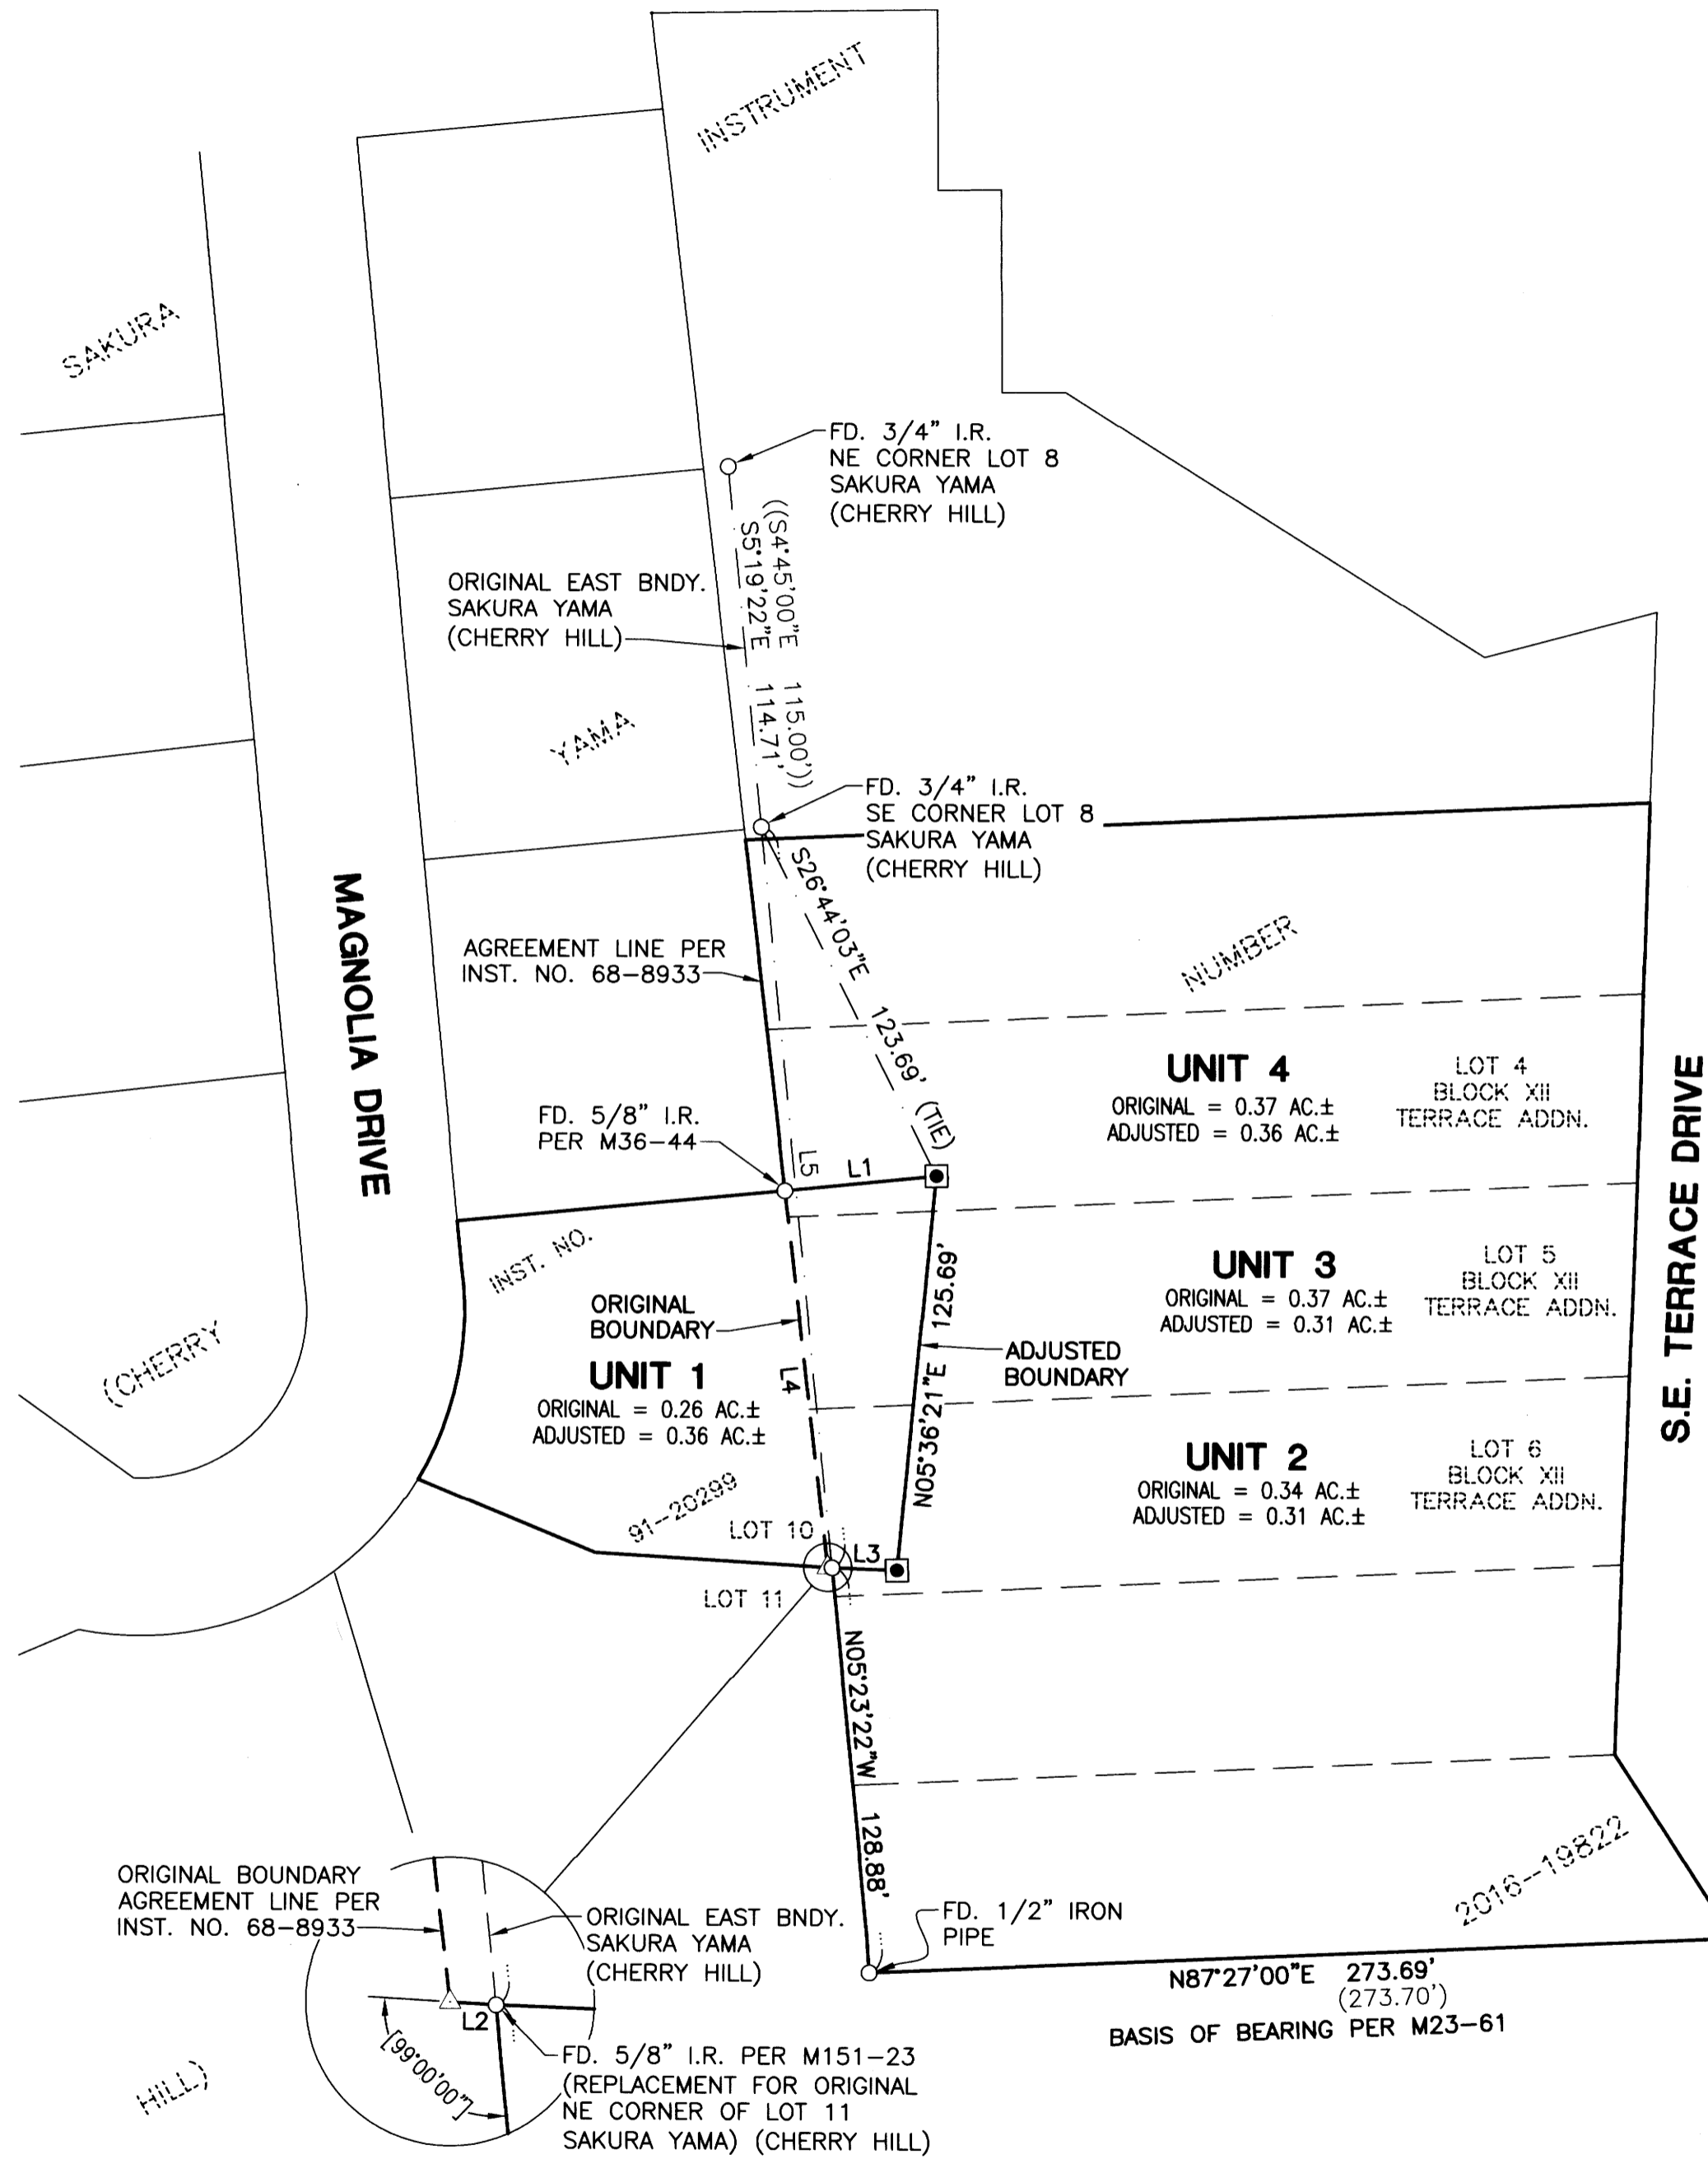 INSTRUMENT
SAKURA
FD. 3/4" I.R.
NE CORNER LOT 8
SAKURA YAMA
(CHERRY HILL)
((S4°45'00"E 115.00'))
S5°19'22"E 114.71'
ORIGINAL EAST BNDY.
SAKURA YAMA
(CHERRY HILL)
YAMA
FD. 3/4" I.R.
SE CORNER LOT 8
SAKURA YAMA
(CHERRY HILL)
S26°44'03"E 123.69' (TIE)
MAGNOLIA DRIVE
AGREEMENT LINE PER
INST. NO. 68-8933
NUMBER
UNIT 4
ORIGINAL = 0.37 AC.±
ADJUSTED = 0.36 AC.±
LOT 4
BLOCK XII
TERRACE ADDN.
S.E. TERRACE DRIVE
FD. 5/8" I.R.
PER M36-44
L5
L1
INST. NO.
UNIT 3
ORIGINAL = 0.37 AC.±
ADJUSTED = 0.31 AC.±
LOT 5
BLOCK XII
TERRACE ADDN.
ORIGINAL
BOUNDARY
N05°36'21"E 125.69'
ADJUSTED
BOUNDARY
(CHERRY
UNIT 1
ORIGINAL = 0.26 AC.±
ADJUSTED = 0.36 AC.±
L4
UNIT 2
ORIGINAL = 0.34 AC.±
ADJUSTED = 0.31 AC.±
LOT 6
BLOCK XII
TERRACE ADDN.
91-20299
LOT 10
L3
LOT 11
N05°23'22"W 128.88'
2016-19822
ORIGINAL BOUNDARY
AGREEMENT LINE PER
INST. NO. 68-8933
ORIGINAL EAST BNDY.
SAKURA YAMA
(CHERRY HILL)
FD. 1/2" IRON
PIPE
N87°27'00"E 273.69'
(273.70')
BASIS OF BEARING PER M23-61
L2
[99°00'00"]
FD. 5/8" I.R. PER M151-23
(REPLACEMENT FOR ORIGINAL
NE CORNER OF LOT 11
SAKURA YAMA) (CHERRY HILL)
HILL)